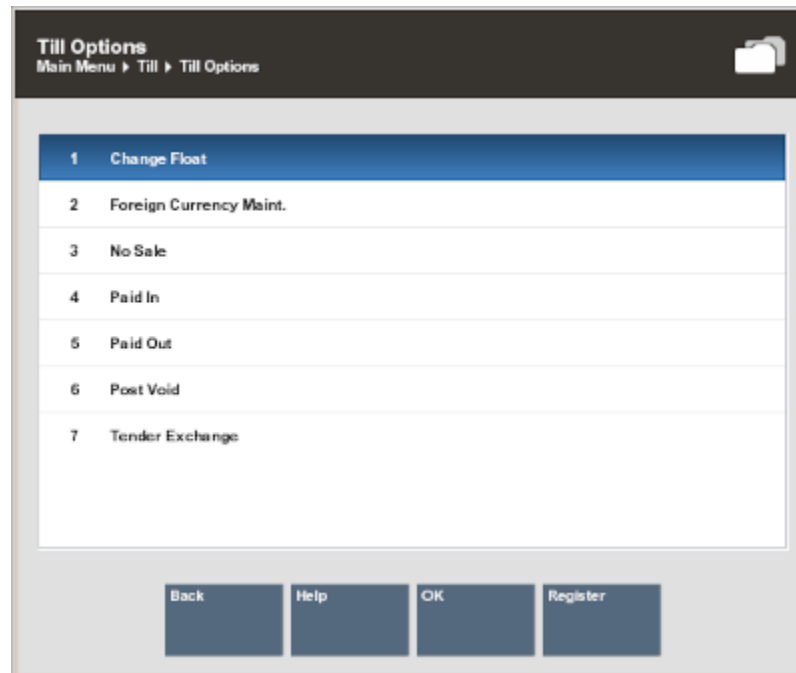 Till Options
Main Menu ▸ Till ▸ Till Options
1 Change Float
2 Foreign Currency Maint.
3 No Sale
4 Paid In
5 Paid Out
6 Post Void
7 Tender Exchange
Back Help OK Register